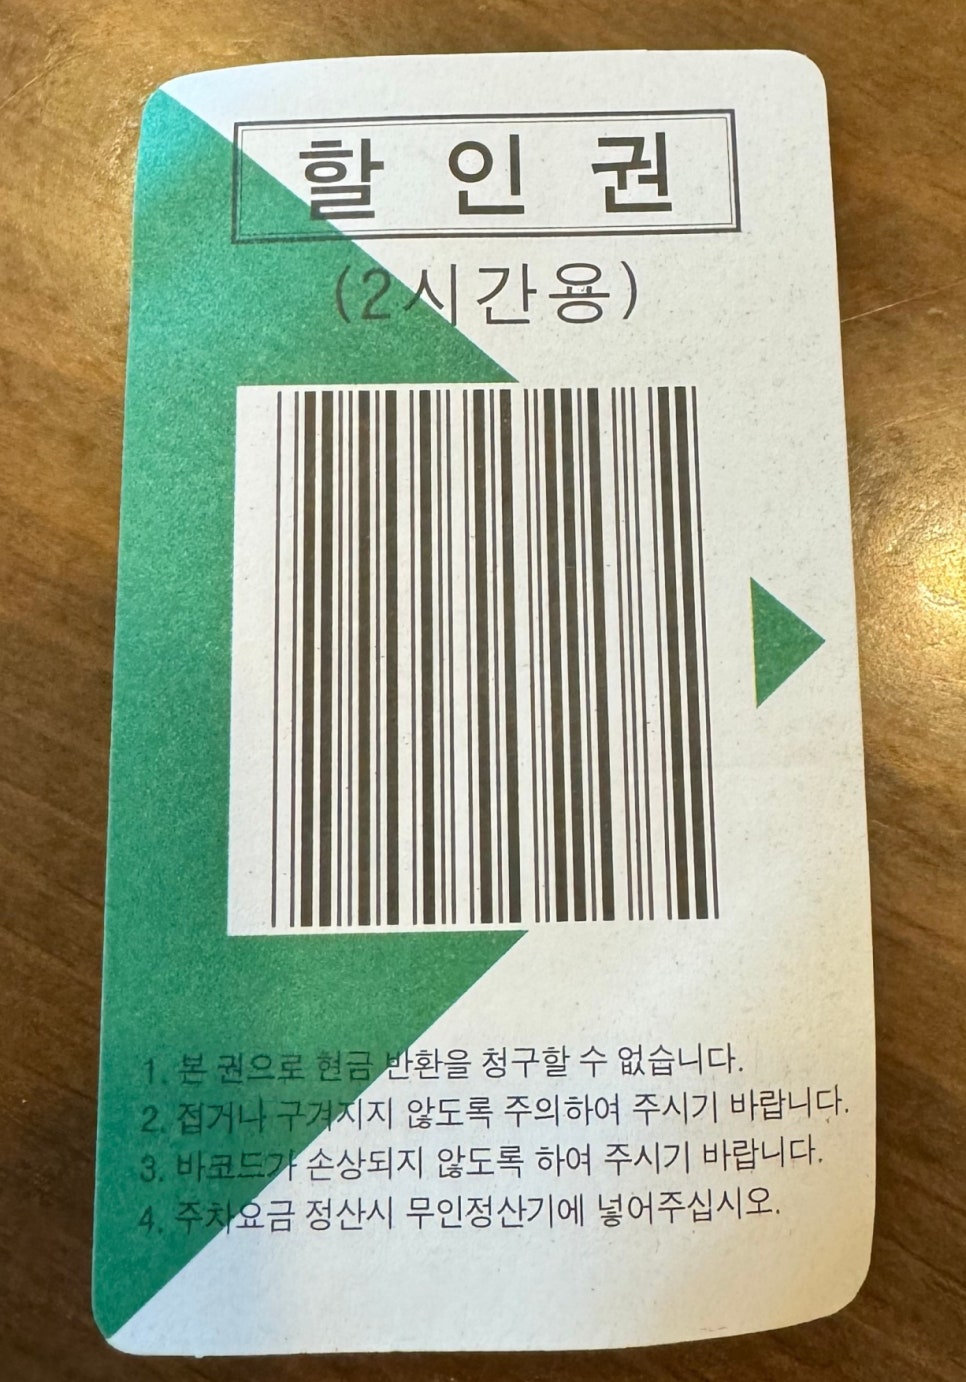 할 인 권
(2시간용)
1. 본 권으로 현금 반환을 청구할 수 없습니다.
2. 접거나 구겨지지 않도록 주의하여 주시기 바랍니다.
3. 바코드가 손상되지 않도록 하여 주시기 바랍니다.
4. 주차요금 정산시 무인정산기에 넣어주십시오.